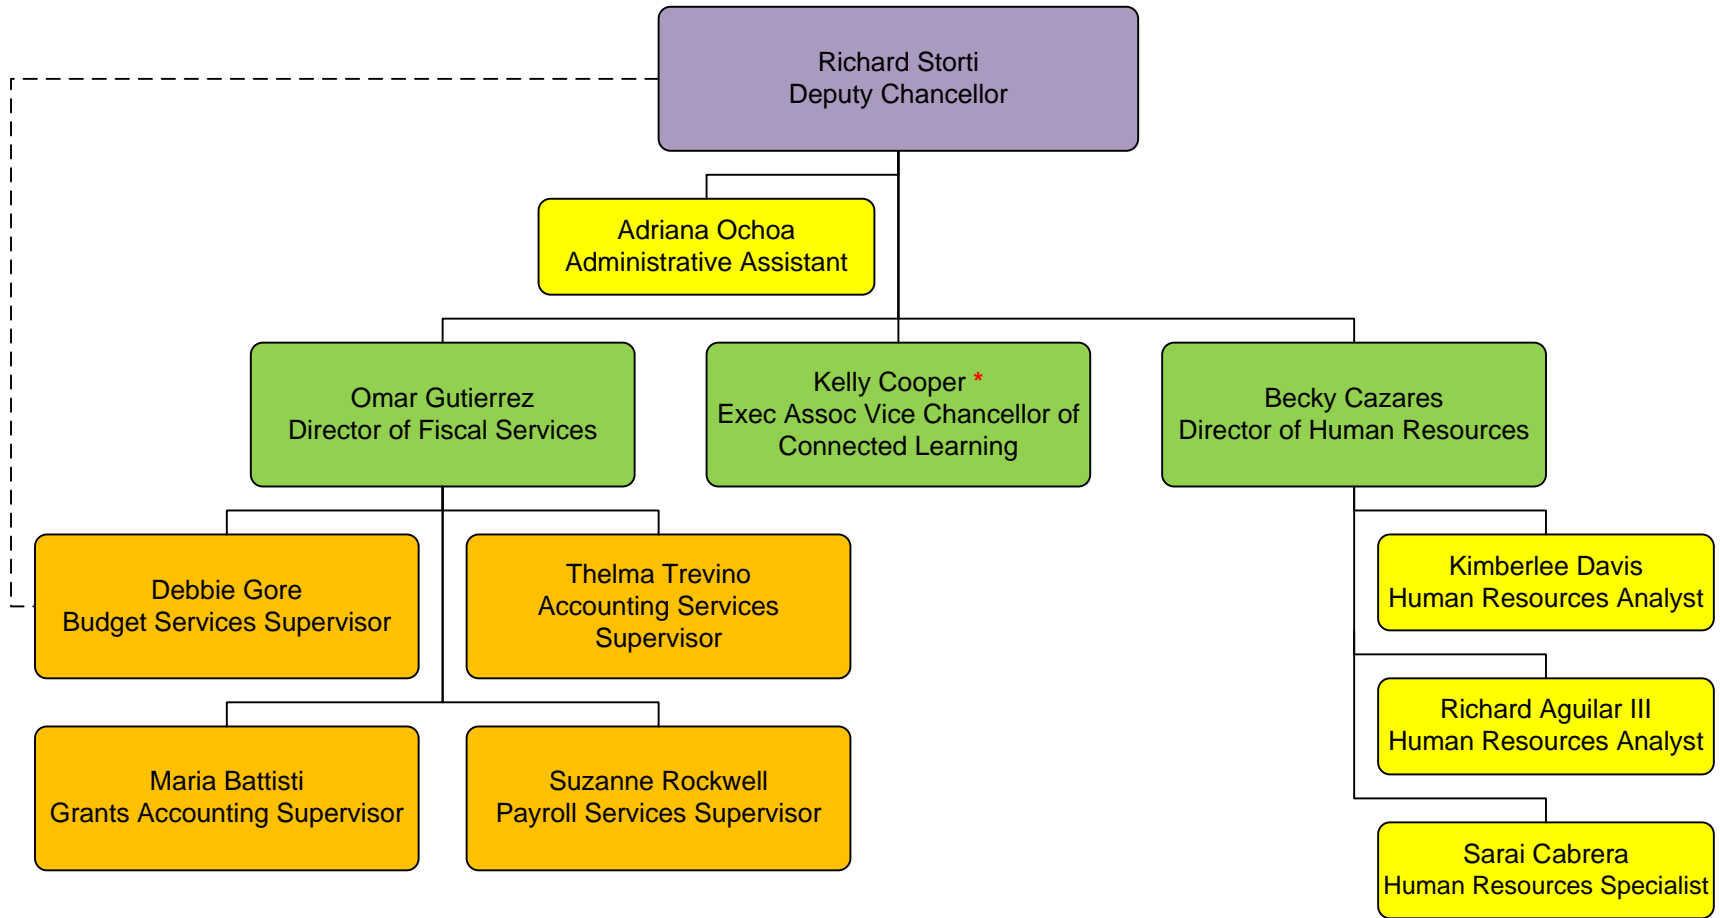 Richard Storti
Deputy Chancellor
Adriana Ochoa
Administrative Assistant
Omar Gutierrez
Director of Fiscal Services
Kelly Cooper *
Exec Assoc Vice Chancellor of
Connected Learning
Becky Cazares
Director of Human Resources
Debbie Gore
Budget Services Supervisor
Thelma Trevino
Accounting Services
Supervisor
Kimberlee Davis
Human Resources Analyst
Richard Aguilar III
Human Resources Analyst
Maria Battisti
Grants Accounting Supervisor
Suzanne Rockwell
Payroll Services Supervisor
Sarai Cabrera
Human Resources Specialist